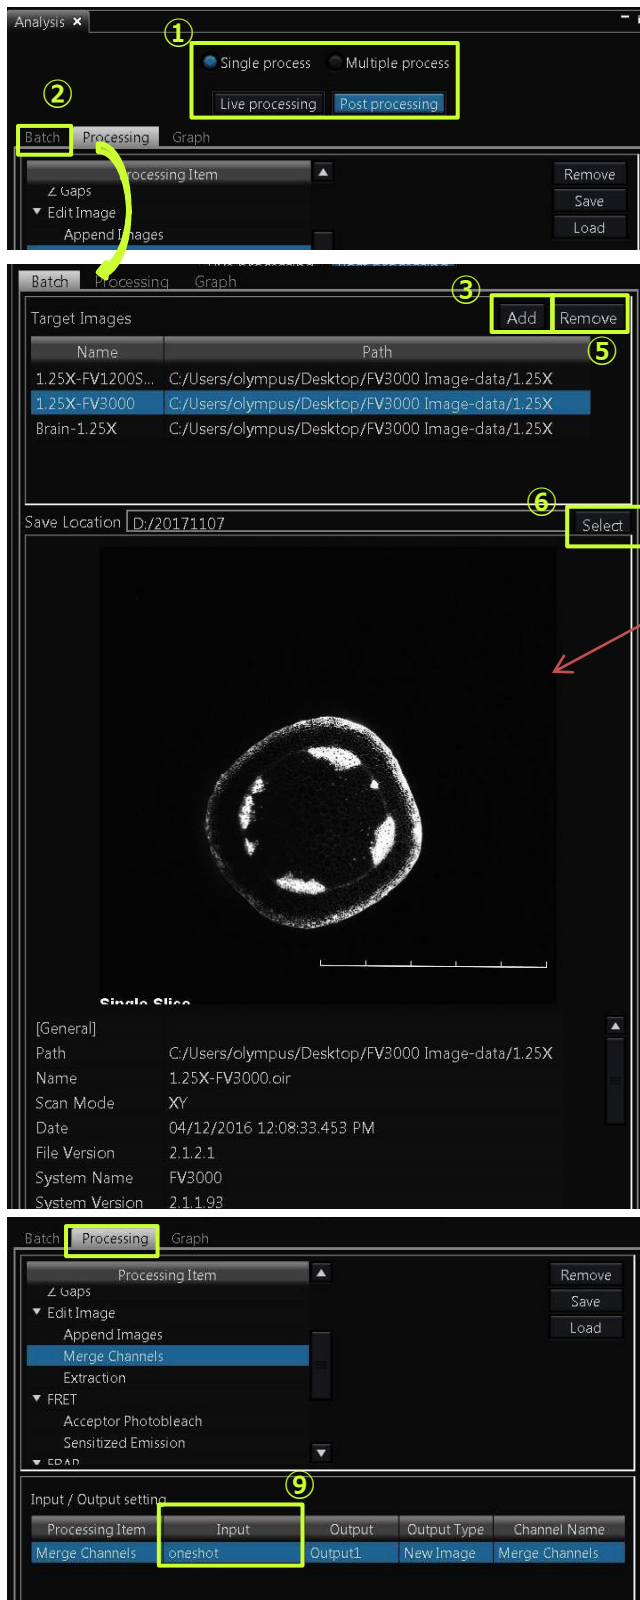 Analysis ×
①
Single process Multiple process
Live processing Post processing
②
Batch Processing Graph
Processing Item Remove
Z Gaps Save
▼ Edit Image Load
Append Images
Batch Processing Graph
③
Target Images Add Remove
⑤
Name Path
1.25X-FV1200S... C:/Users/olympus/Desktop/FV3000 Image-data/1.25X
1.25X-FV3000 C:/Users/olympus/Desktop/FV3000 Image-data/1.25X
Brain-1.25X C:/Users/olympus/Desktop/FV3000 Image-data/1.25X
⑥
Save Location D:/20171107 Select
Single Slice
[General]
Path C:/Users/olympus/Desktop/FV3000 Image-data/1.25X
Name 1.25X-FV3000.oir
Scan Mode XY
Date 04/12/2016 12:08:33.453 PM
File Version 2.1.2.1
System Name FV3000
System Version 2.1.1.93
Batch Processing Graph
Processing Item Remove
Z Gaps Save
▼ Edit Image Load
Append Images
Merge Channels
Extraction
▼ FRET
Acceptor Photobleach
Sensitized Emission
▼ FRAP
⑨
Input / Output setting
Processing Item Input Output Output Type Channel Name
Merge Channels oneshot Output1 New Image Merge Channels